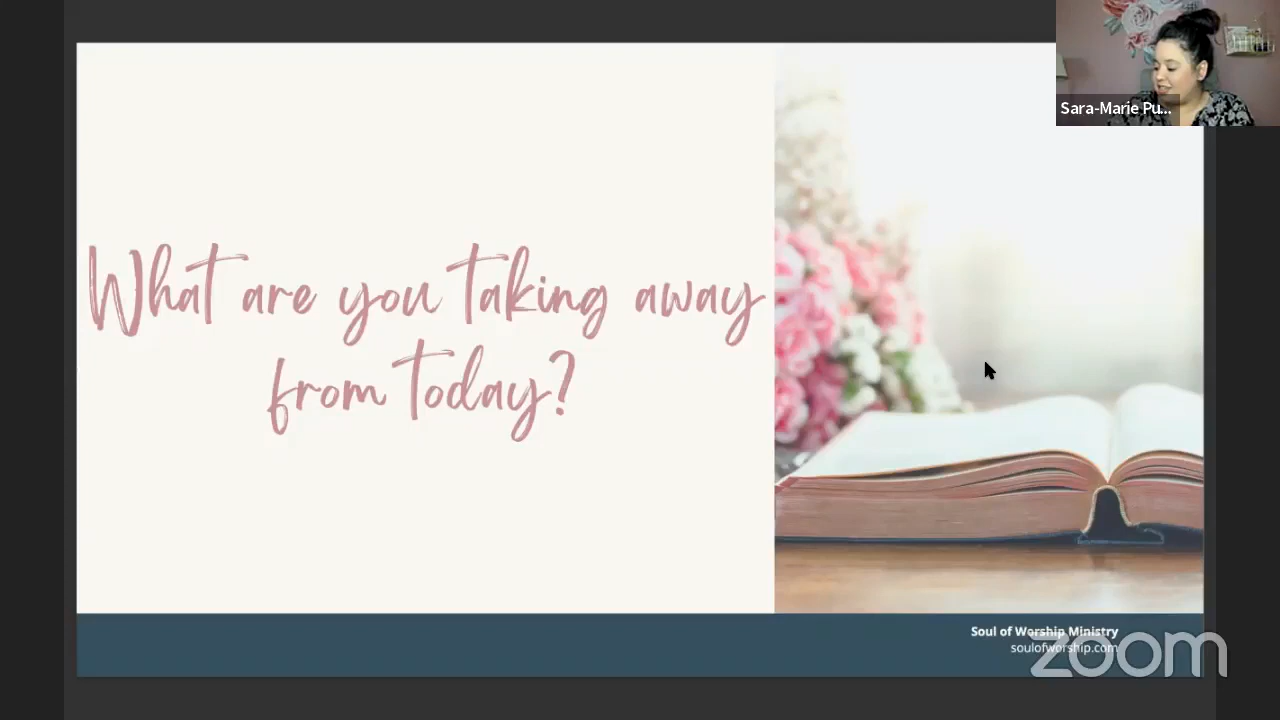 Sara-Marie Pu...
What are you taking away
from today?
Soul of Worship Ministry
soulofworship.com
zoom